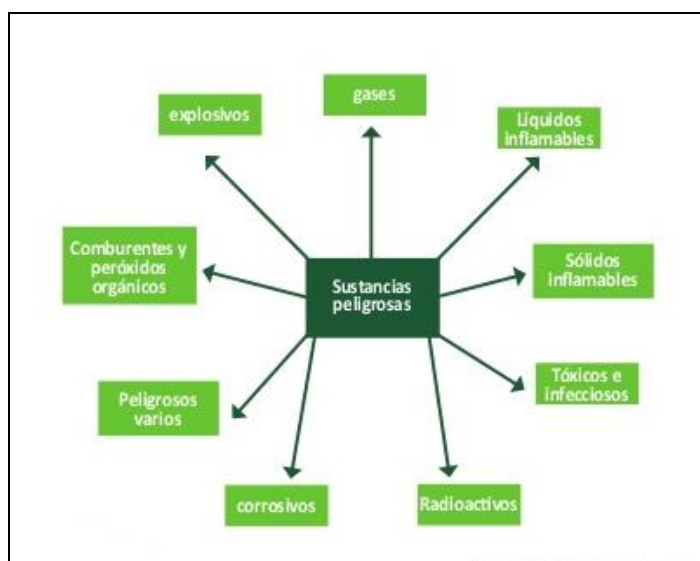 gases
explosivos
Líquidos
inflamables
Comburentes y
peróxidos
orgánicos
Sustancias
peligrosas
Sólidos
inflamables
Peligrosos
varios
Tóxicos e
infecciosos
corrosivos
Radioactivos